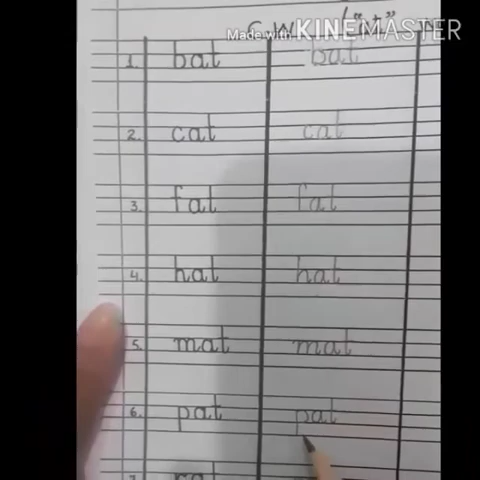 Made with KINEMASTER
C.W. "at"
1. bat bat
2. cat cat
3. fat fat
4. hat hat
5. mat mat
6. pat pat